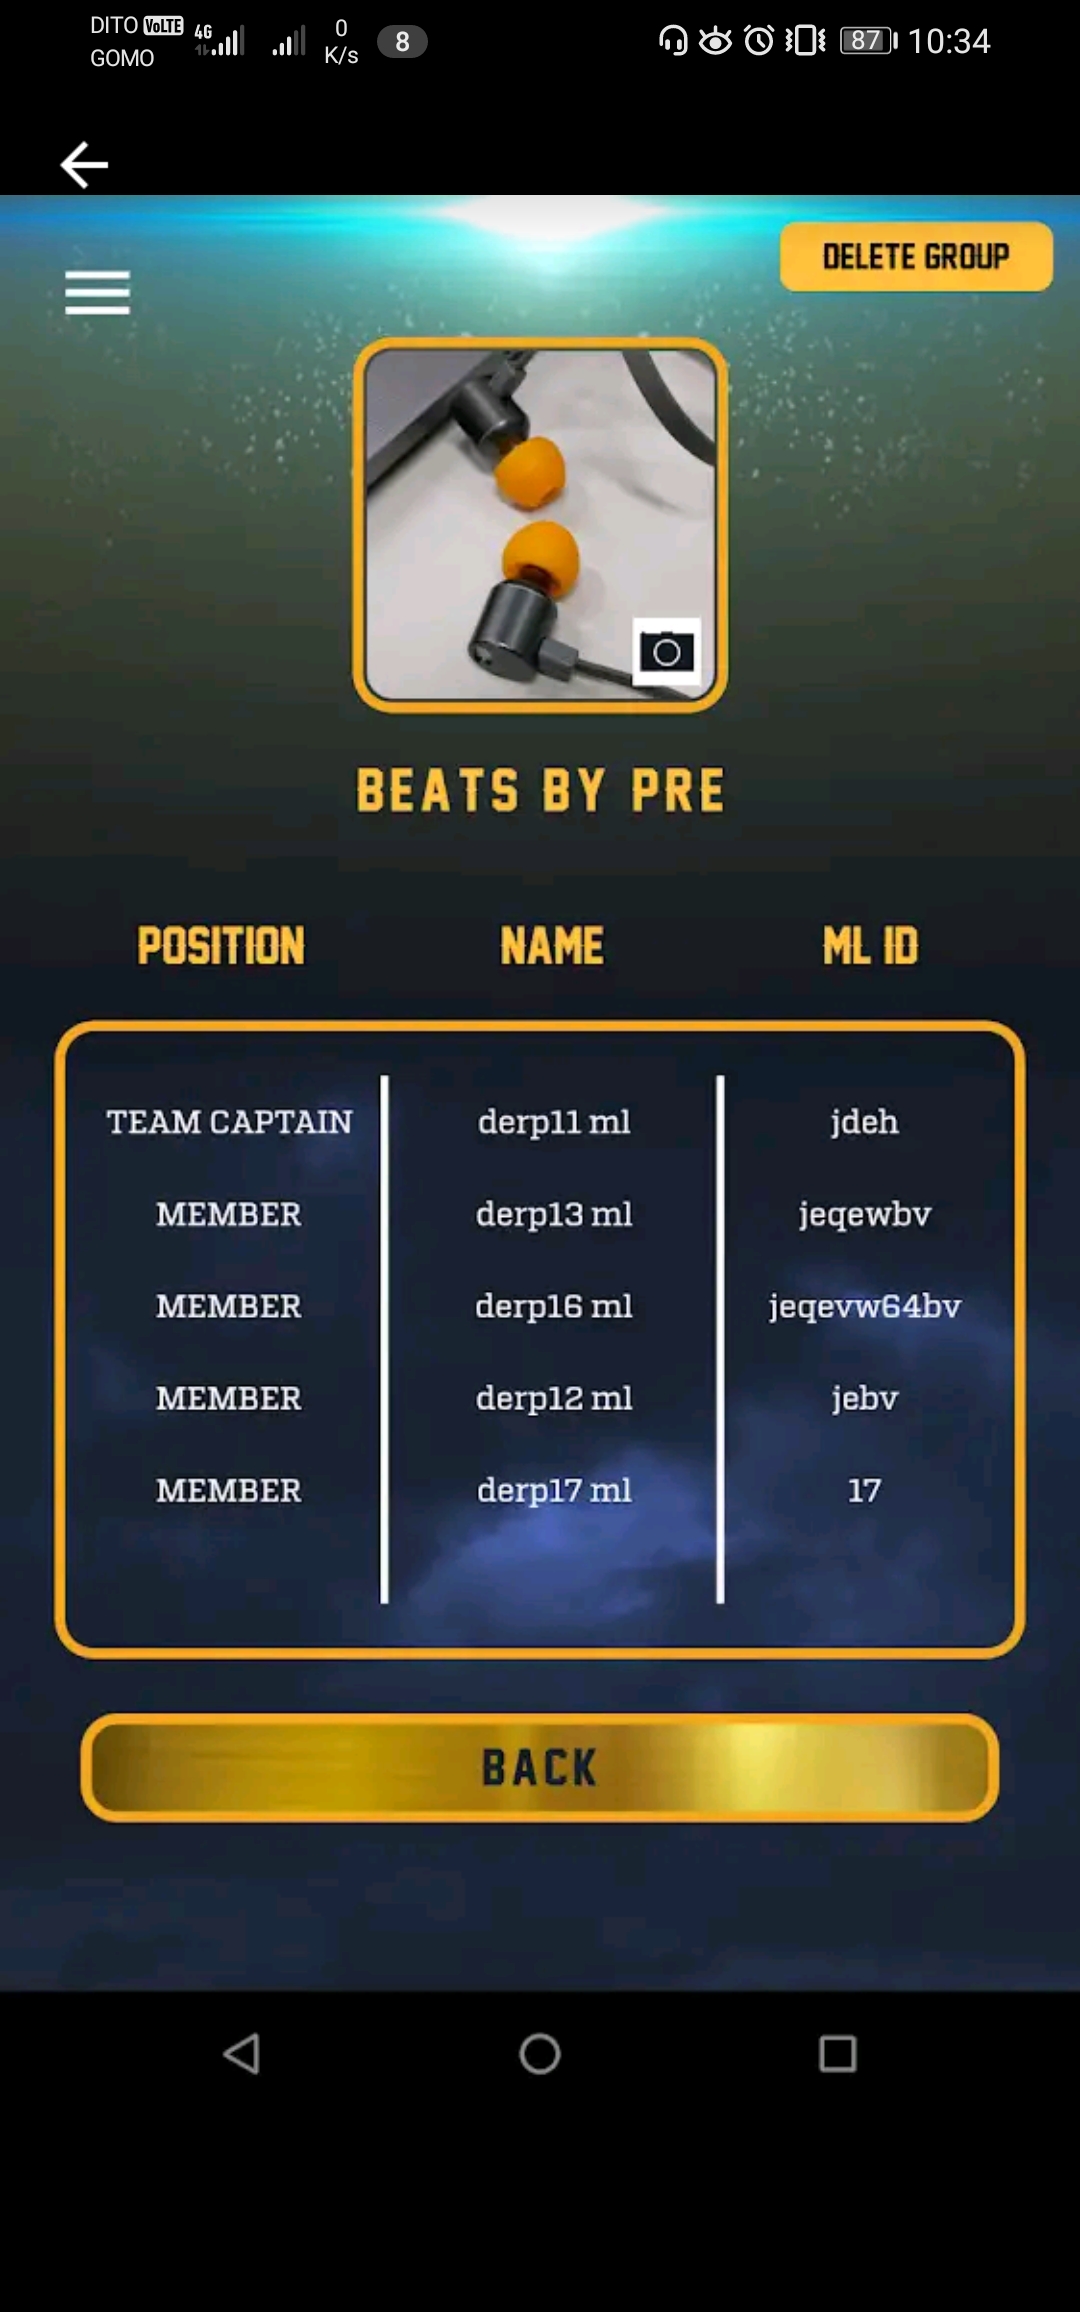 DITO VoLTE 4G 0 8 87 10:34
GOMO K/s
DELETE GROUP
BEATS BY PRE
POSITION NAME ML ID
TEAM CAPTAIN derp11 ml jdeh
MEMBER derp13 ml jeqewbv
MEMBER derp16 ml jeqevw64bv
MEMBER derp12 ml jebv
MEMBER derp17 ml 17
BACK